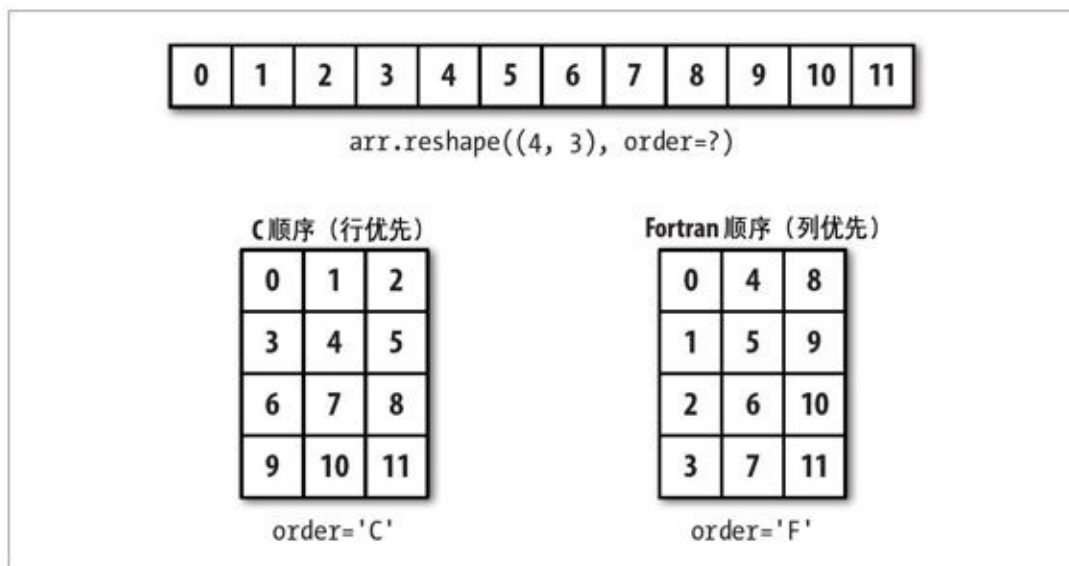 0 1 2 3 4 5 6 7 8 9 10 11
arr.reshape((4, 3), order=?)
C顺序（行优先）
0 1 2
3 4 5
6 7 8
9 10 11
order='C'
Fortran顺序（列优先）
0 4 8
1 5 9
2 6 10
3 7 11
order='F'